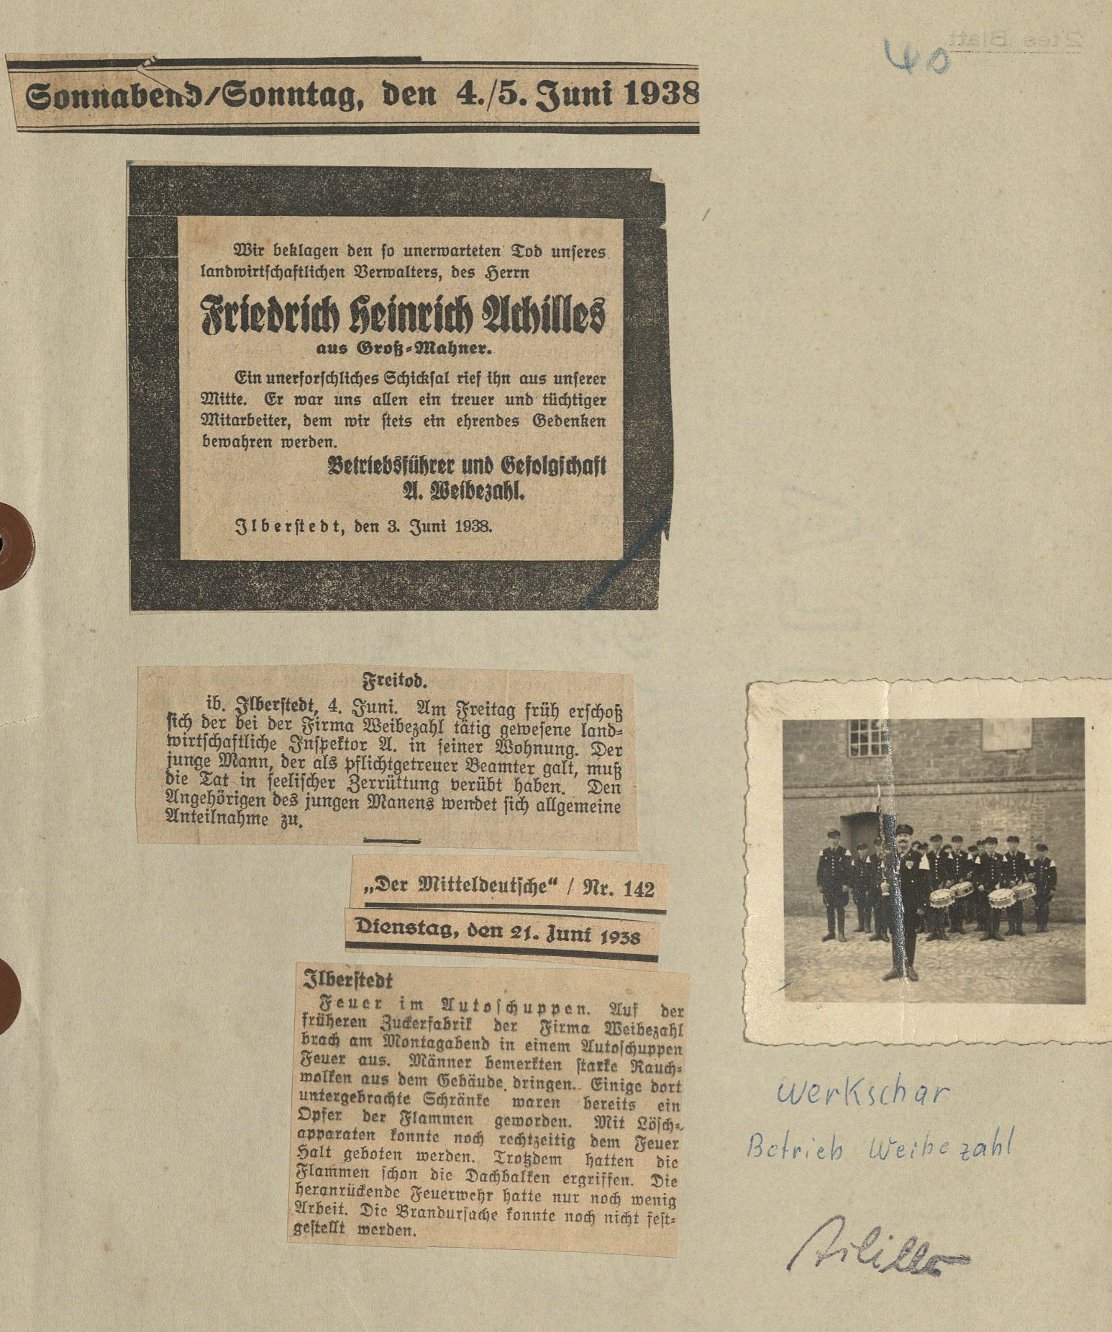 2tes Blatt
40
Sonnabend/Sonntag, den 4./5. Juni 1938
Wir beklagen den so unerwarteten Tod unseres
landwirtschaftlichen Verwalters, des Herrn
Friedrich Heinrich Achilles
aus Groß-Mahner.
Ein unerforschliches Schicksal rief ihn aus unserer
Mitte. Er war uns allen ein treuer und tüchtiger
Mitarbeiter, dem wir stets ein ehrendes Gedenken
bewahren werden.
Betriebsführer und Gefolgschaft
A. Weibezahl.
Ilberstedt, den 3. Juni 1938.
Freitod.
ib. Ilberstedt, 4. Juni. Am Freitag früh erschoß
sich der bei der Firma Weibezahl tätig gewesene land-
wirtschaftliche Inspektor A. in seiner Wohnung. Der
junge Mann, der als pflichtgetreuer Beamter galt, muß
die Tat in seelischer Zerrüttung verübt haben. Den
Angehörigen des jungen Manens wendet sich allgemeine
Anteilnahme zu.
„Der Mitteldeutsche" / Nr. 142
Dienstag, den 21. Juni 1938
Ilberstedt
Feuer im Autoschuppen. Auf der
früheren Zuckerfabrik der Firma Weibezahl
brach am Montagabend in einem Autoschuppen
Feuer aus. Männer bemerkten starke Rauch-
wolken aus dem Gebäude dringen. Einige dort
untergebrachte Schränke waren bereits ein
Opfer der Flammen geworden. Mit Lösch-
apparaten konnte noch rechtzeitig dem Feuer
Halt geboten werden. Trotzdem hatten die
Flammen schon die Dachbalken ergriffen. Die
heranrückende Feuerwehr hatte nur noch wenig
Arbeit. Die Brandursache konnte noch nicht fest-
gestellt werden.
Werkschar
Betrieb Weibezahl